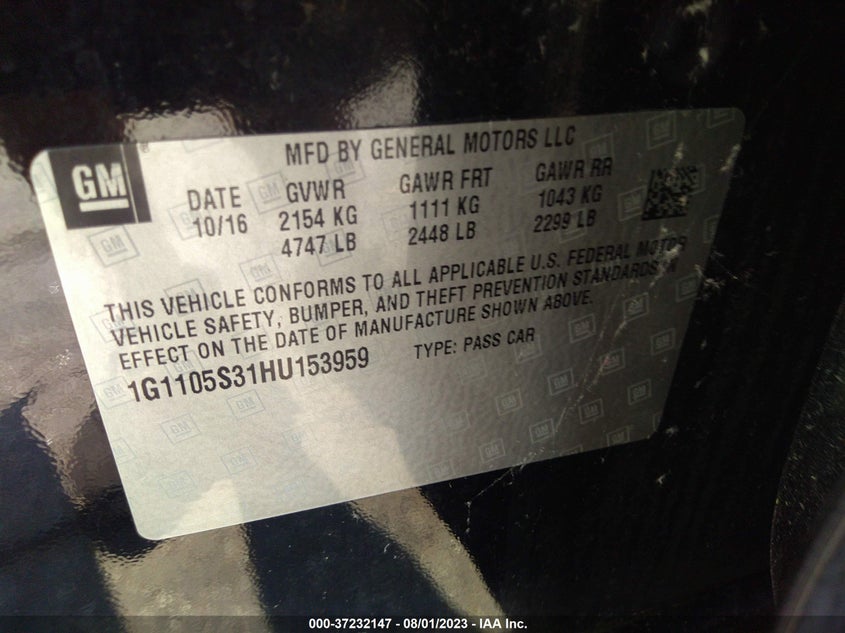 GM
MFD BY GENERAL MOTORS LLC
DATE GVWR GAWR FRT GAWR RR
10/16 2154 KG 1111 KG 1043 KG
4747 LB 2448 LB 2299 LB
THIS VEHICLE CONFORMS TO ALL APPLICABLE U.S. FEDERAL MOTOR
VEHICLE SAFETY, BUMPER, AND THEFT PREVENTION STANDARDS IN
EFFECT ON THE DATE OF MANUFACTURE SHOWN ABOVE.
1G1105S31HU153959 TYPE: PASS CAR
000-37232147 - 08/01/2023 - IAA Inc.